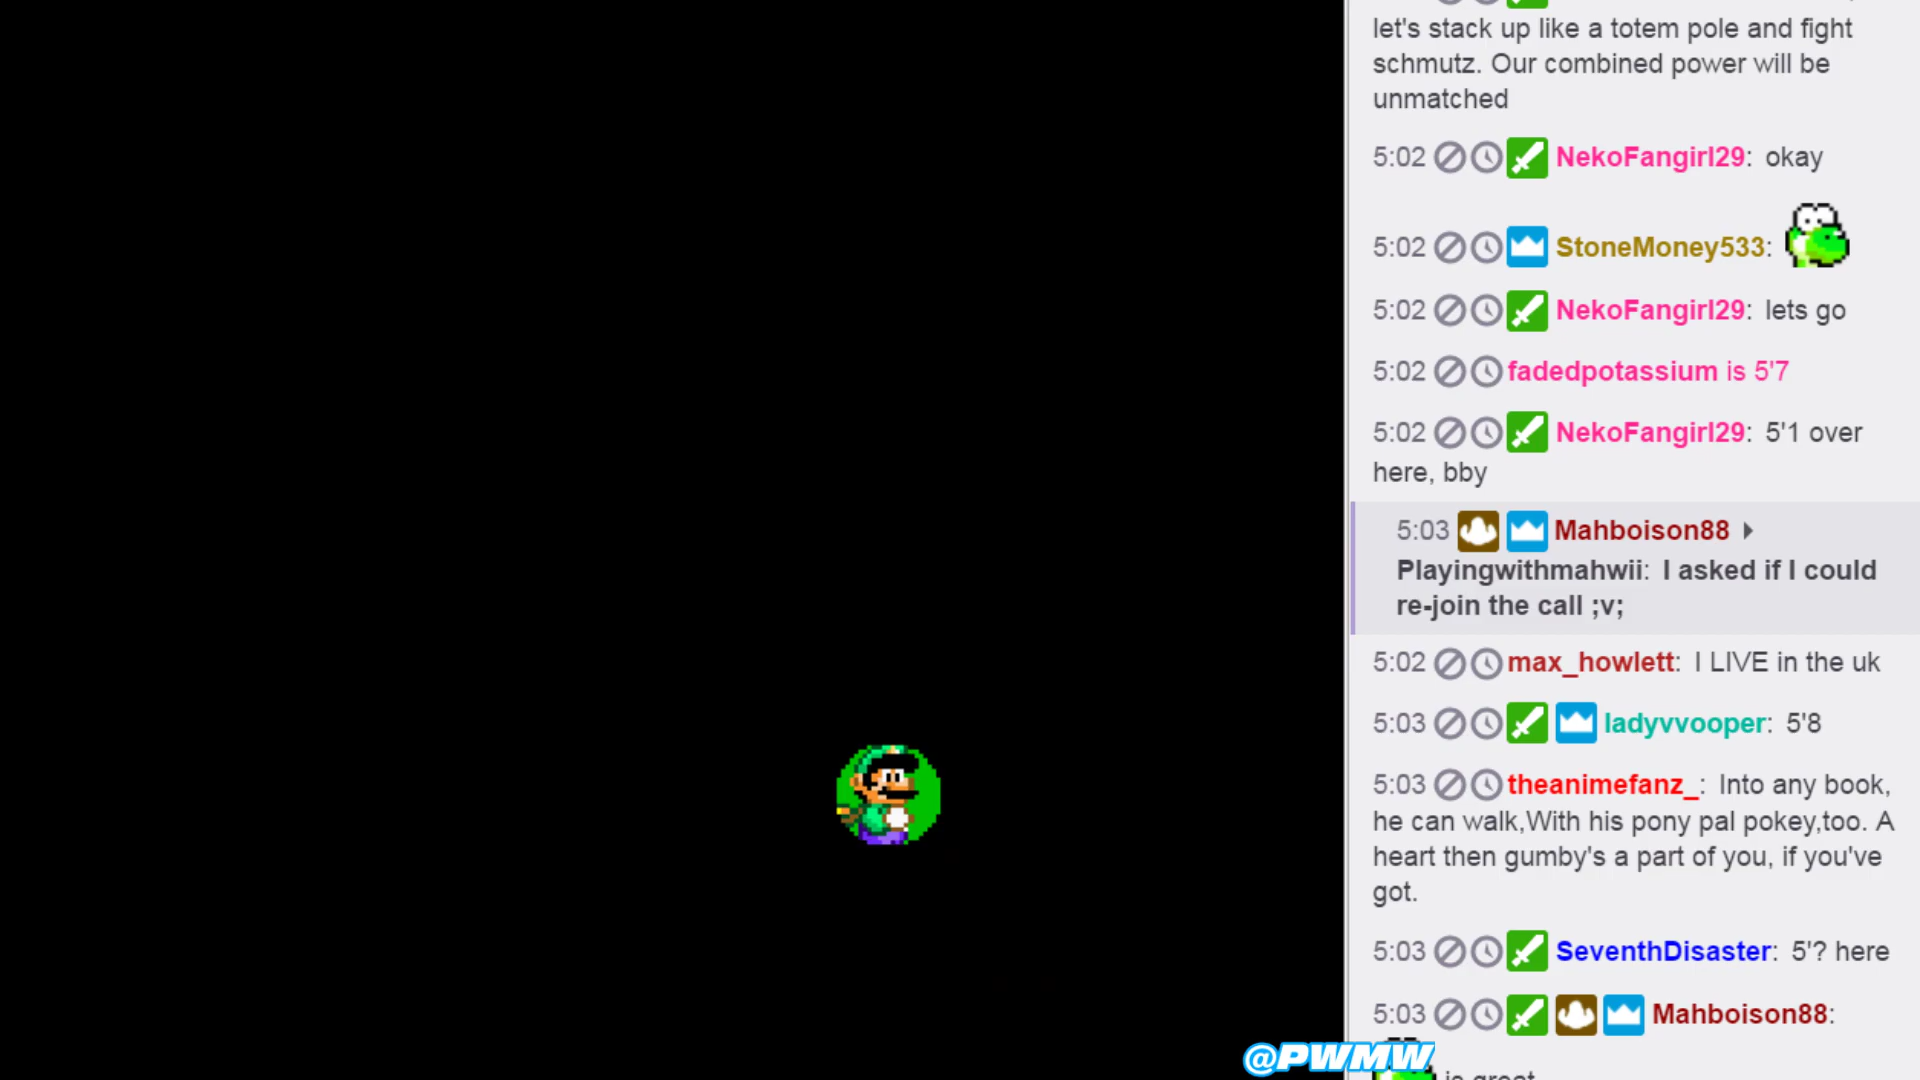 let's stack up like a totem pole and fight
schmutz. Our combined power will be
unmatched
5:02 NekoFangirl29: okay
5:02 StoneMoney533:
5:02 NekoFangirl29: lets go
5:02 fadedpotassium is 5'7
5:02 NekoFangirl29: 5'1 over
here, bby
5:03 Mahboison88
Playingwithmahwii: I asked if I could
re-join the call ;v;
5:02 max_howlett: I LIVE in the uk
5:03 ladyvvooper: 5'8
5:03 theanimefanz_: Into any book,
he can walk,With his pony pal pokey,too. A
heart then gumby's a part of you, if you've
got.
5:03 SeventhDisaster: 5'? here
5:03 Mahboison88:
is great
@PWMW